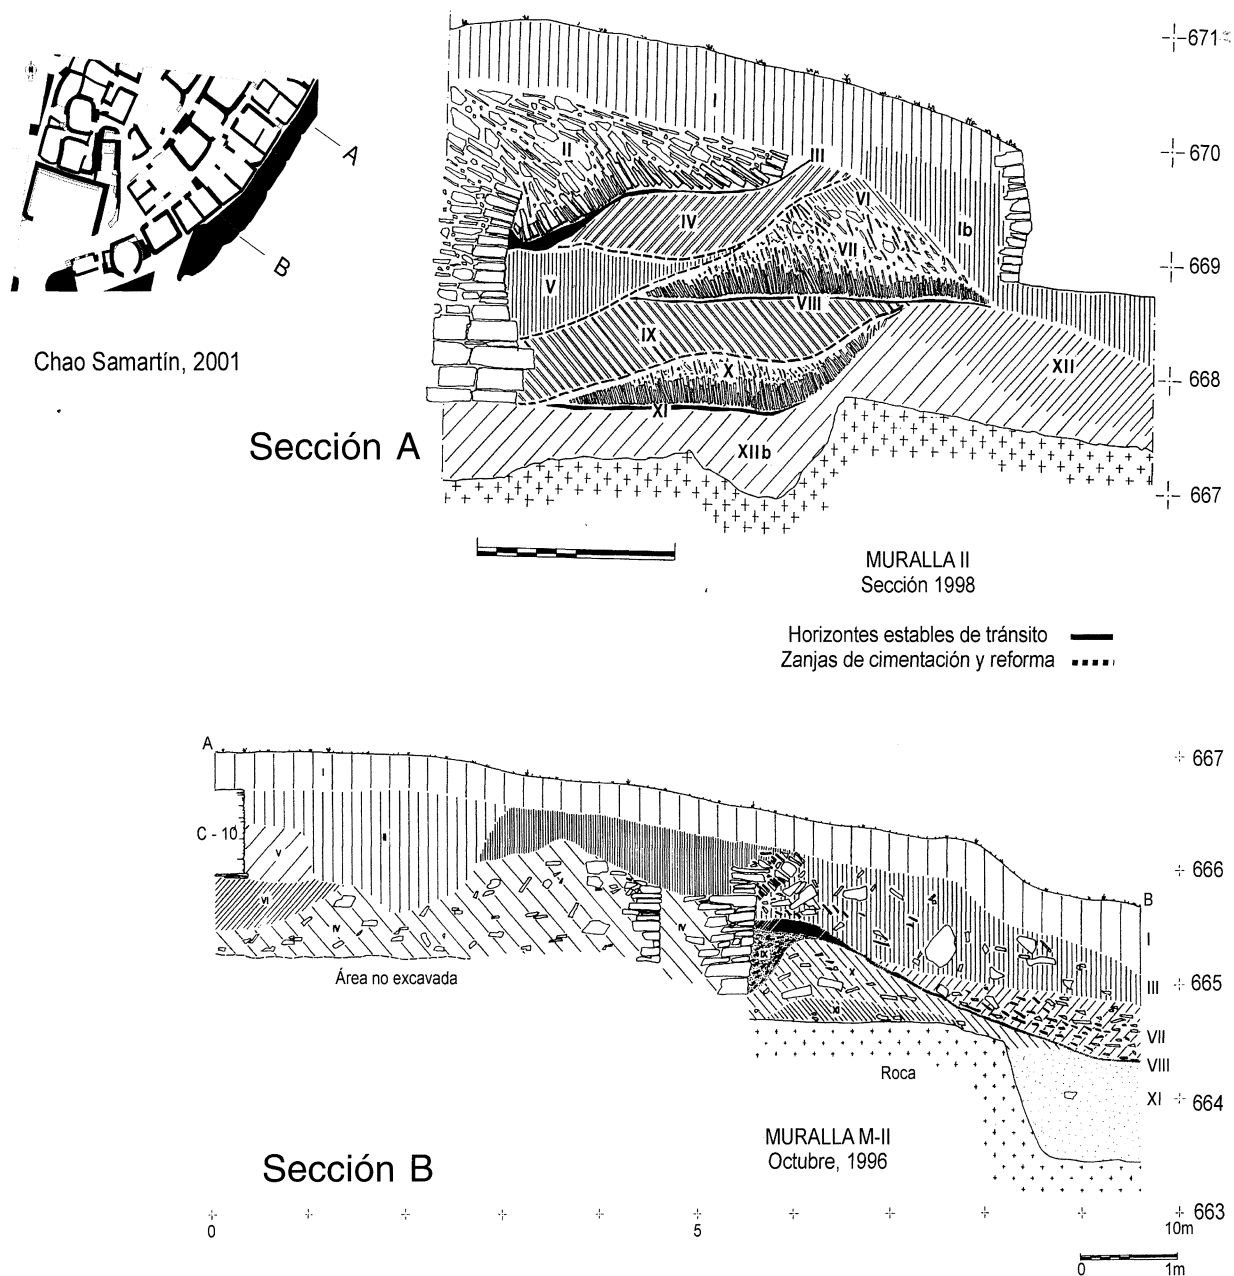 A
B
Chao Samartín, 2001
Sección A
671
670
669
668
667
I
II
III
IV
VI
Ib
VII
V
VIII
IX
X
XII
XI
XIIb
MURALLA II
Sección 1998
Horizontes estables de tránsito
Zanjas de cimentación y reforma
A
667
I
II
C - 10
V
666
VI
B
IV
IV
IX
X
I
Área no excavada
III
665
XI
VII
VIII
Roca
XI
664
MURALLA M-II
Octubre, 1996
Sección B
663
0
5
10m
0
1m